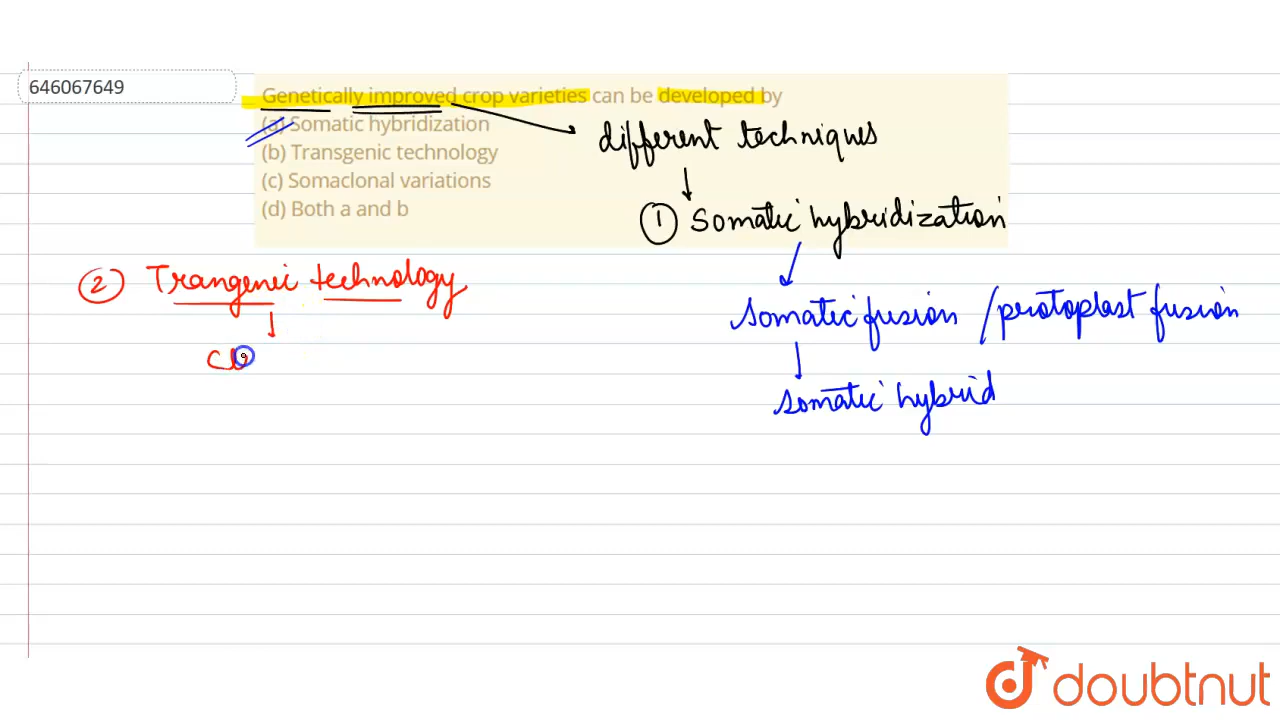 646067649
Genetically improved crop varieties can be developed by
(a) Somatic hybridization
(b) Transgenic technology
(c) Somaclonal variations
(d) Both a and b
different techniques
① Somatic hybridization
somatic fusion / protoplast fusion
somatic hybrid
② Trangenic technology
doubtnut